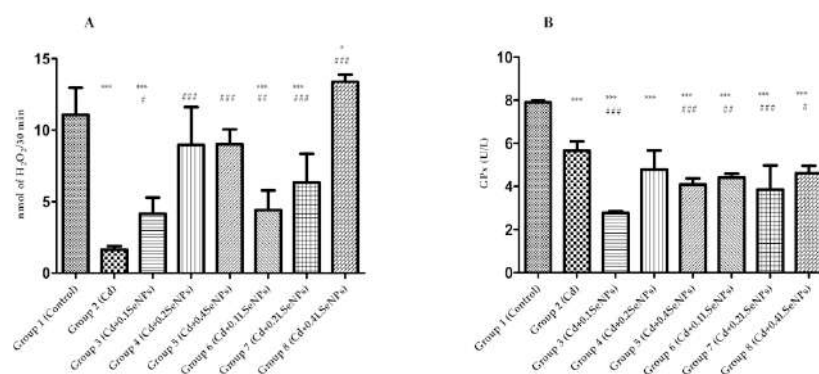 A
nmol of H₂O₂/30 min
15
10
5
0
*** ***
#
###
###
***
##
***
###
*
###
Group 1 (Control)
Group 2 (Cd)
Group 3 (Cd+0.1SeNPs)
Group 4 (Cd+0.2SeNPs)
Group 5 (Cd+0.4SeNPs)
Group 6 (Cd+0.1LSeNPs)
Group 7 (Cd+0.2LSeNPs)
Group 8 (Cd+0.4LSeNPs)
B
GPx (U/L)
10
8
6
4
2
0
***
***
###
***
***
###
***
##
***
###
***
#
Group 1 (Control)
Group 2 (Cd)
Group 3 (Cd+0.1SeNPs)
Group 4 (Cd+0.2SeNPs)
Group 5 (Cd+0.4SeNPs)
Group 6 (Cd+0.1LSeNPs)
Group 7 (Cd+0.2LSeNPs)
Group 8 (Cd+0.4LSeNPs)